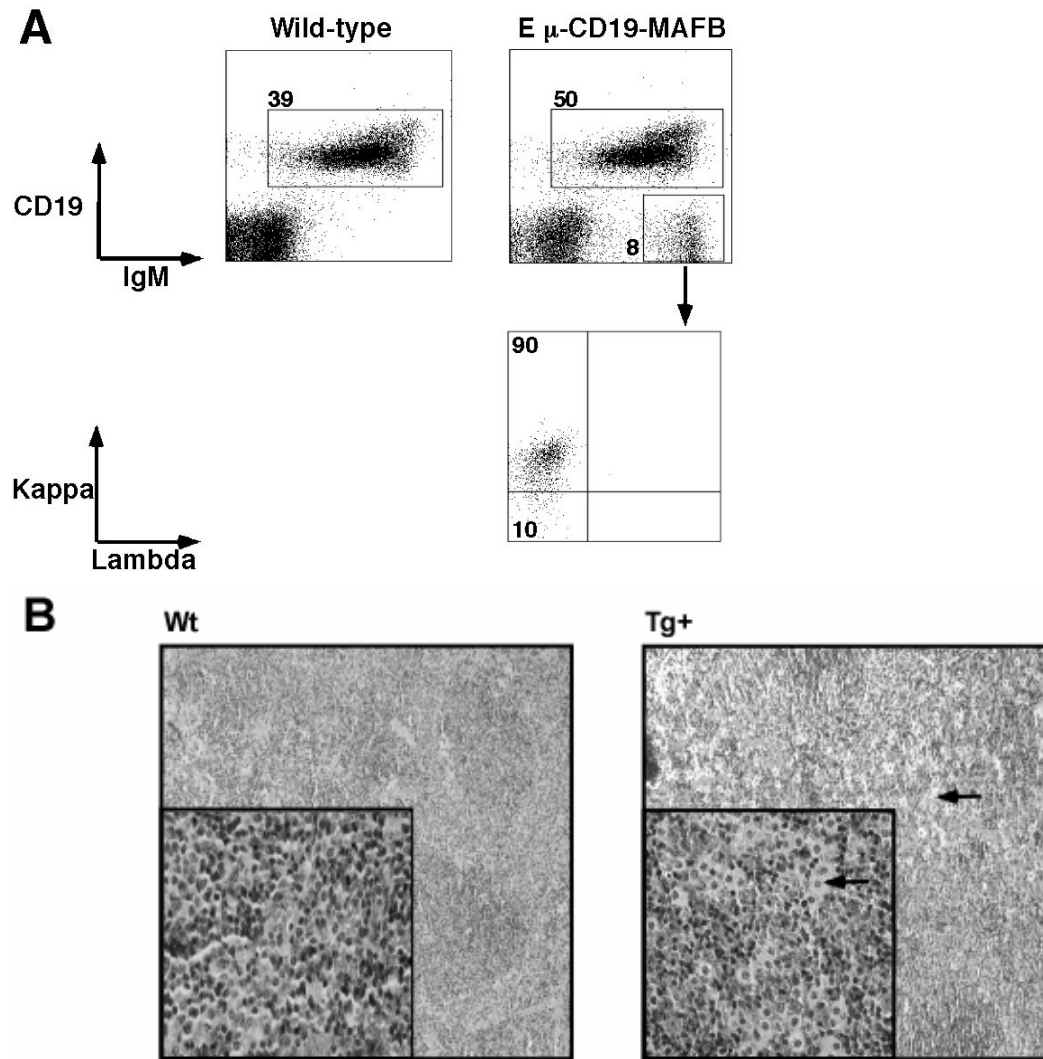 A
Wild-type
E μ-CD19-MAFB
39
50
CD19
8
IgM
90
Kappa
10
Lambda
B
Wt
Tg+